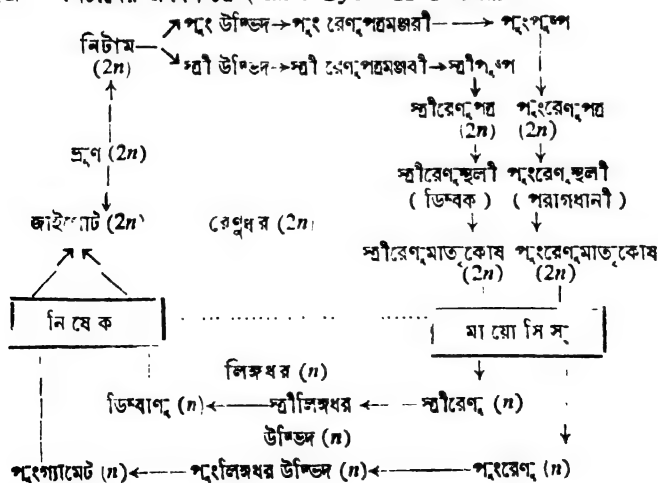 নিটাম → পুং উদ্ভিদ → পুং রেণুপত্রমঞ্জরী → পুংপুষ্প
(2n) → স্ত্রী উদ্ভিদ → স্ত্রী রেণুপত্রমঞ্জরী → স্ত্রীপুষ্প
স্ত্রীরেণুপত্র পুংরেণুপত্র
(2n) (2n)
ভ্রূণ (2n)
স্ত্রীরেণুস্থলী পুংরেণুস্থলী
( ডিম্বক ) ( পরাগধানী )
জাইগোট (2n) রেণুধর (2n)
স্ত্রীরেণুমাতৃকোষ পুংরেণুমাতৃকোষ
(2n) (2n)
নিষেক মায়োসিস্
লিঙ্গধর (n)
ডিম্বাণু (n) ← স্ত্রীলিঙ্গধর ← স্ত্রীরেণু (n)
উদ্ভিদ (n)
পুংগ্যামেট (n) ← পুংলিঙ্গধর উদ্ভিদ (n) ← পুংরেণু (n)